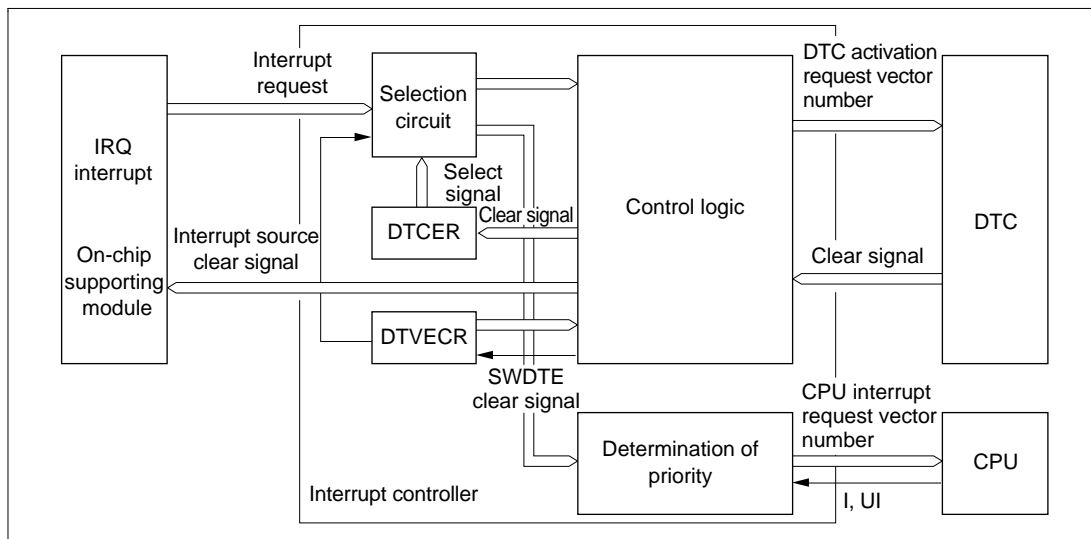 Interrupt
request
DTC activation
request vector
number
Selection
circuit
IRQ
interrupt
On-chip
supporting
module
Select
signal
DTCER
Clear signal
Control logic
DTC
Interrupt source
clear signal
Clear signal
DTVECR
SWDTE
clear signal
CPU interrupt
request vector
number
Determination of
priority
CPU
I, UI
Interrupt controller